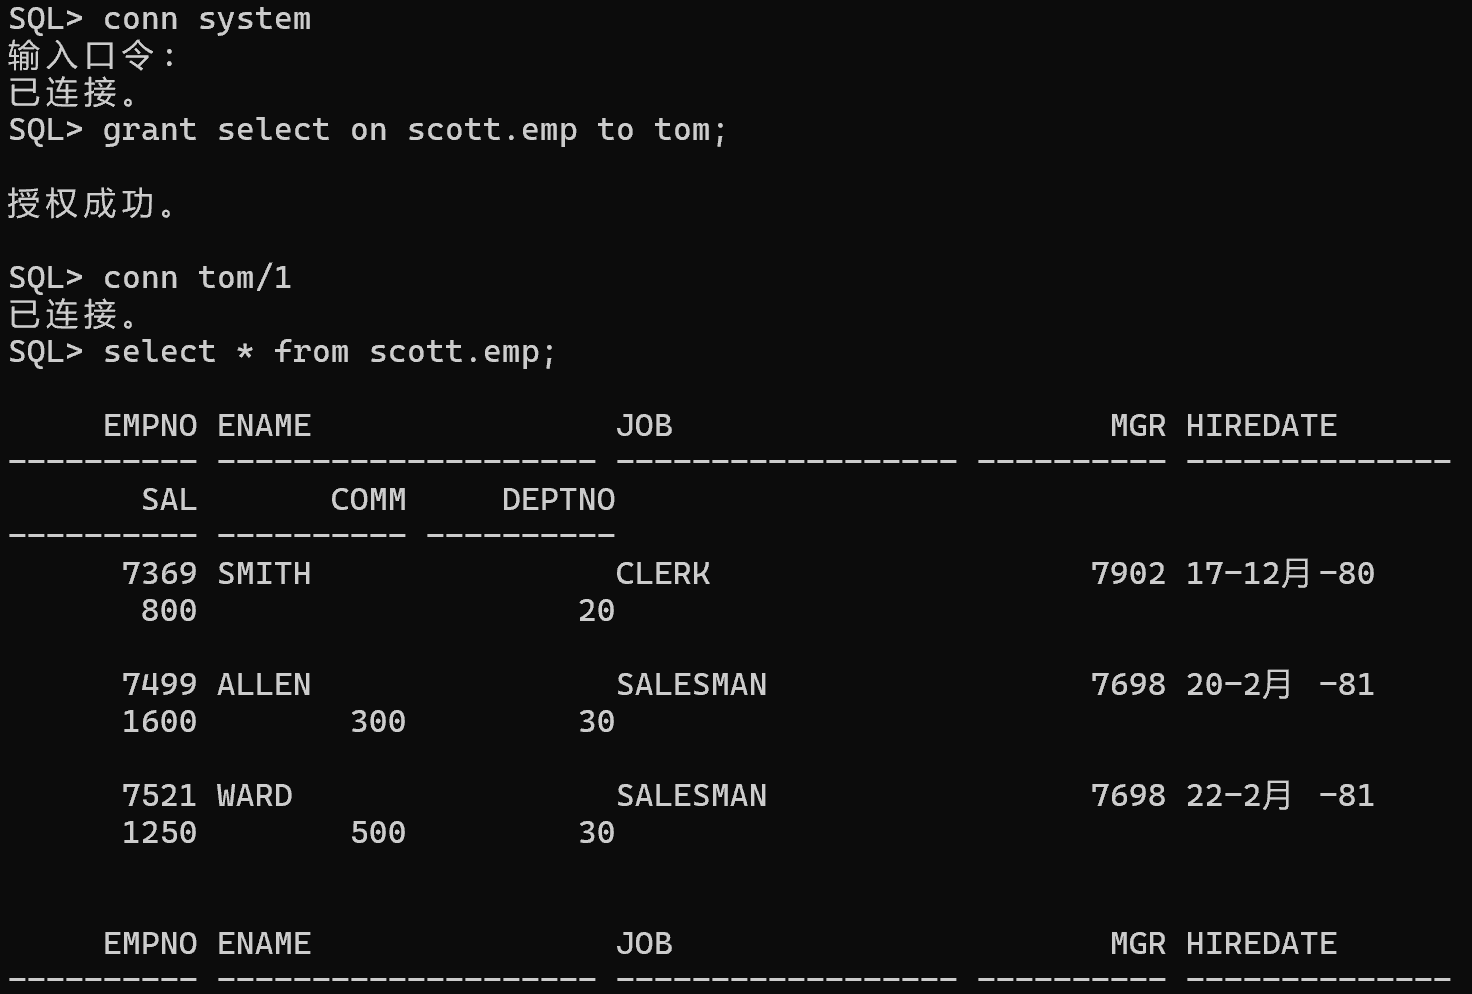 SQL> conn system
输入口令:
已连接。
SQL> grant select on scott.emp to tom;
授权成功。
SQL> conn tom/1
已连接。
SQL> select * from scott.emp;
     EMPNO ENAME                JOB                       MGR HIREDATE
---------- -------------------- ------------------ ---------- --------------
       SAL       COMM     DEPTNO
---------- ---------- ----------
      7369 SMITH                CLERK                    7902 17-12月-80
       800                    20
      7499 ALLEN                SALESMAN                 7698 20-2月 -81
      1600        300         30
      7521 WARD                 SALESMAN                 7698 22-2月 -81
      1250        500         30
     EMPNO ENAME                JOB                       MGR HIREDATE
---------- -------------------- ------------------ ---------- --------------